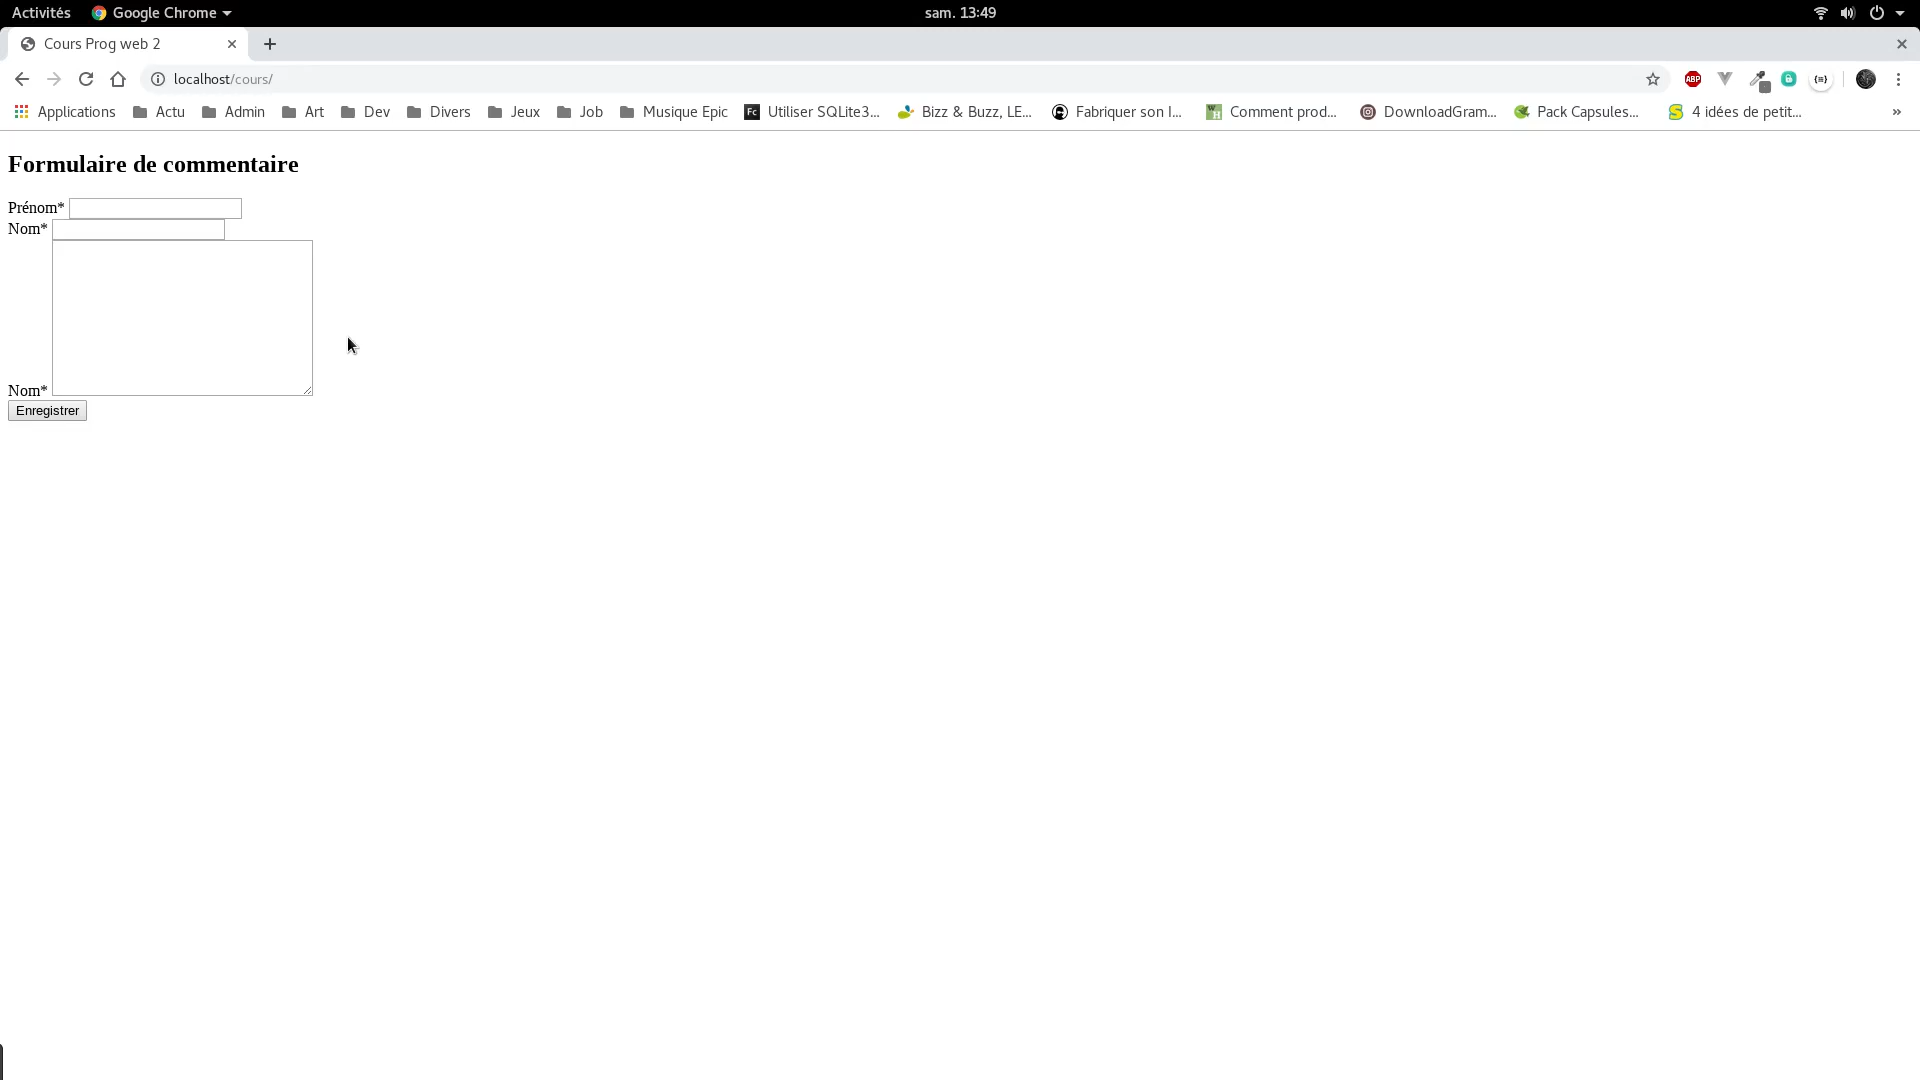 Activités Google Chrome sam. 13:49
Cours Prog web 2
localhost/cours/
ABP
Applications Actu Admin Art Dev Divers Jeux Job Musique Epic Fc Utiliser SQLite3... Bizz & Buzz, LE... Fabriquer son I... Comment prod... DownloadGram... Pack Capsules... 4 idées de petit... »
Formulaire de commentaire
Prénom*
Nom*
Nom*
Enregistrer